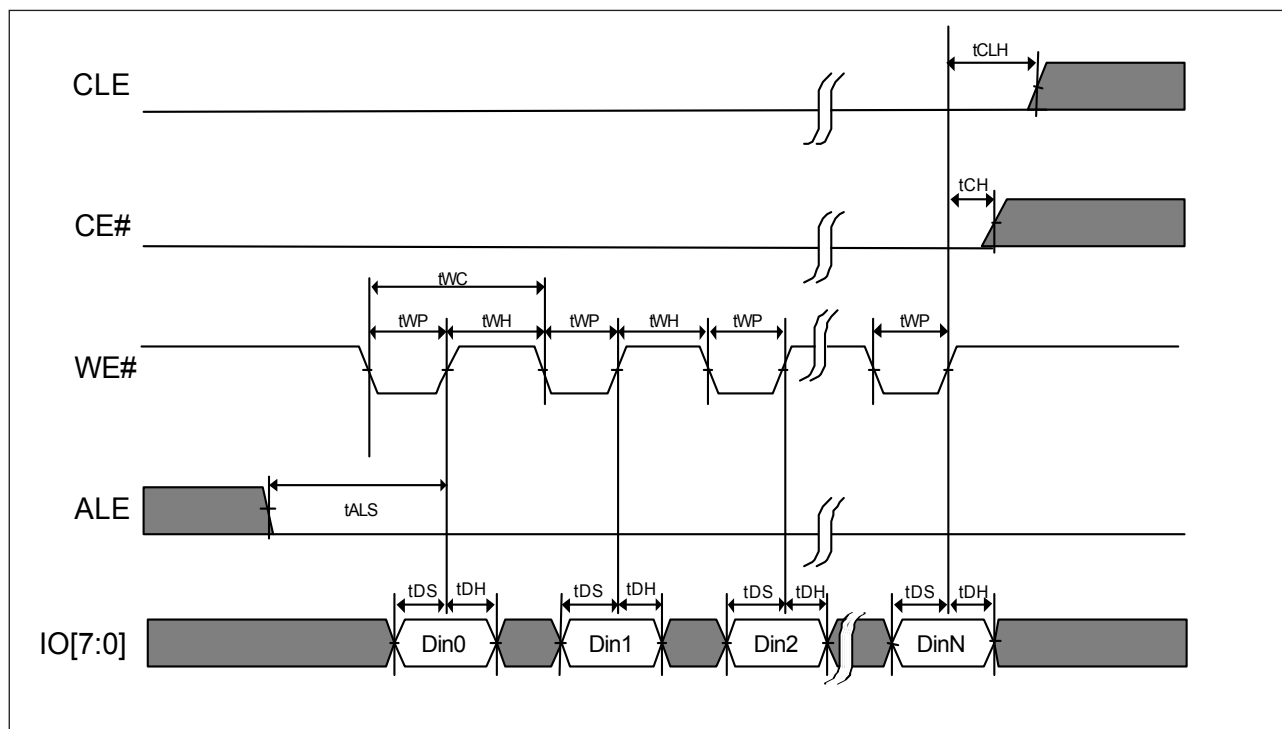 tCLH
CLE
tCH
CE#
tWC
tWP tWH tWP tWH tWP tWP
WE#
ALE
tALS
tDS tDH tDS tDH tDS tDH tDS tDH
IO[7:0] Din0 Din1 Din2 DinN